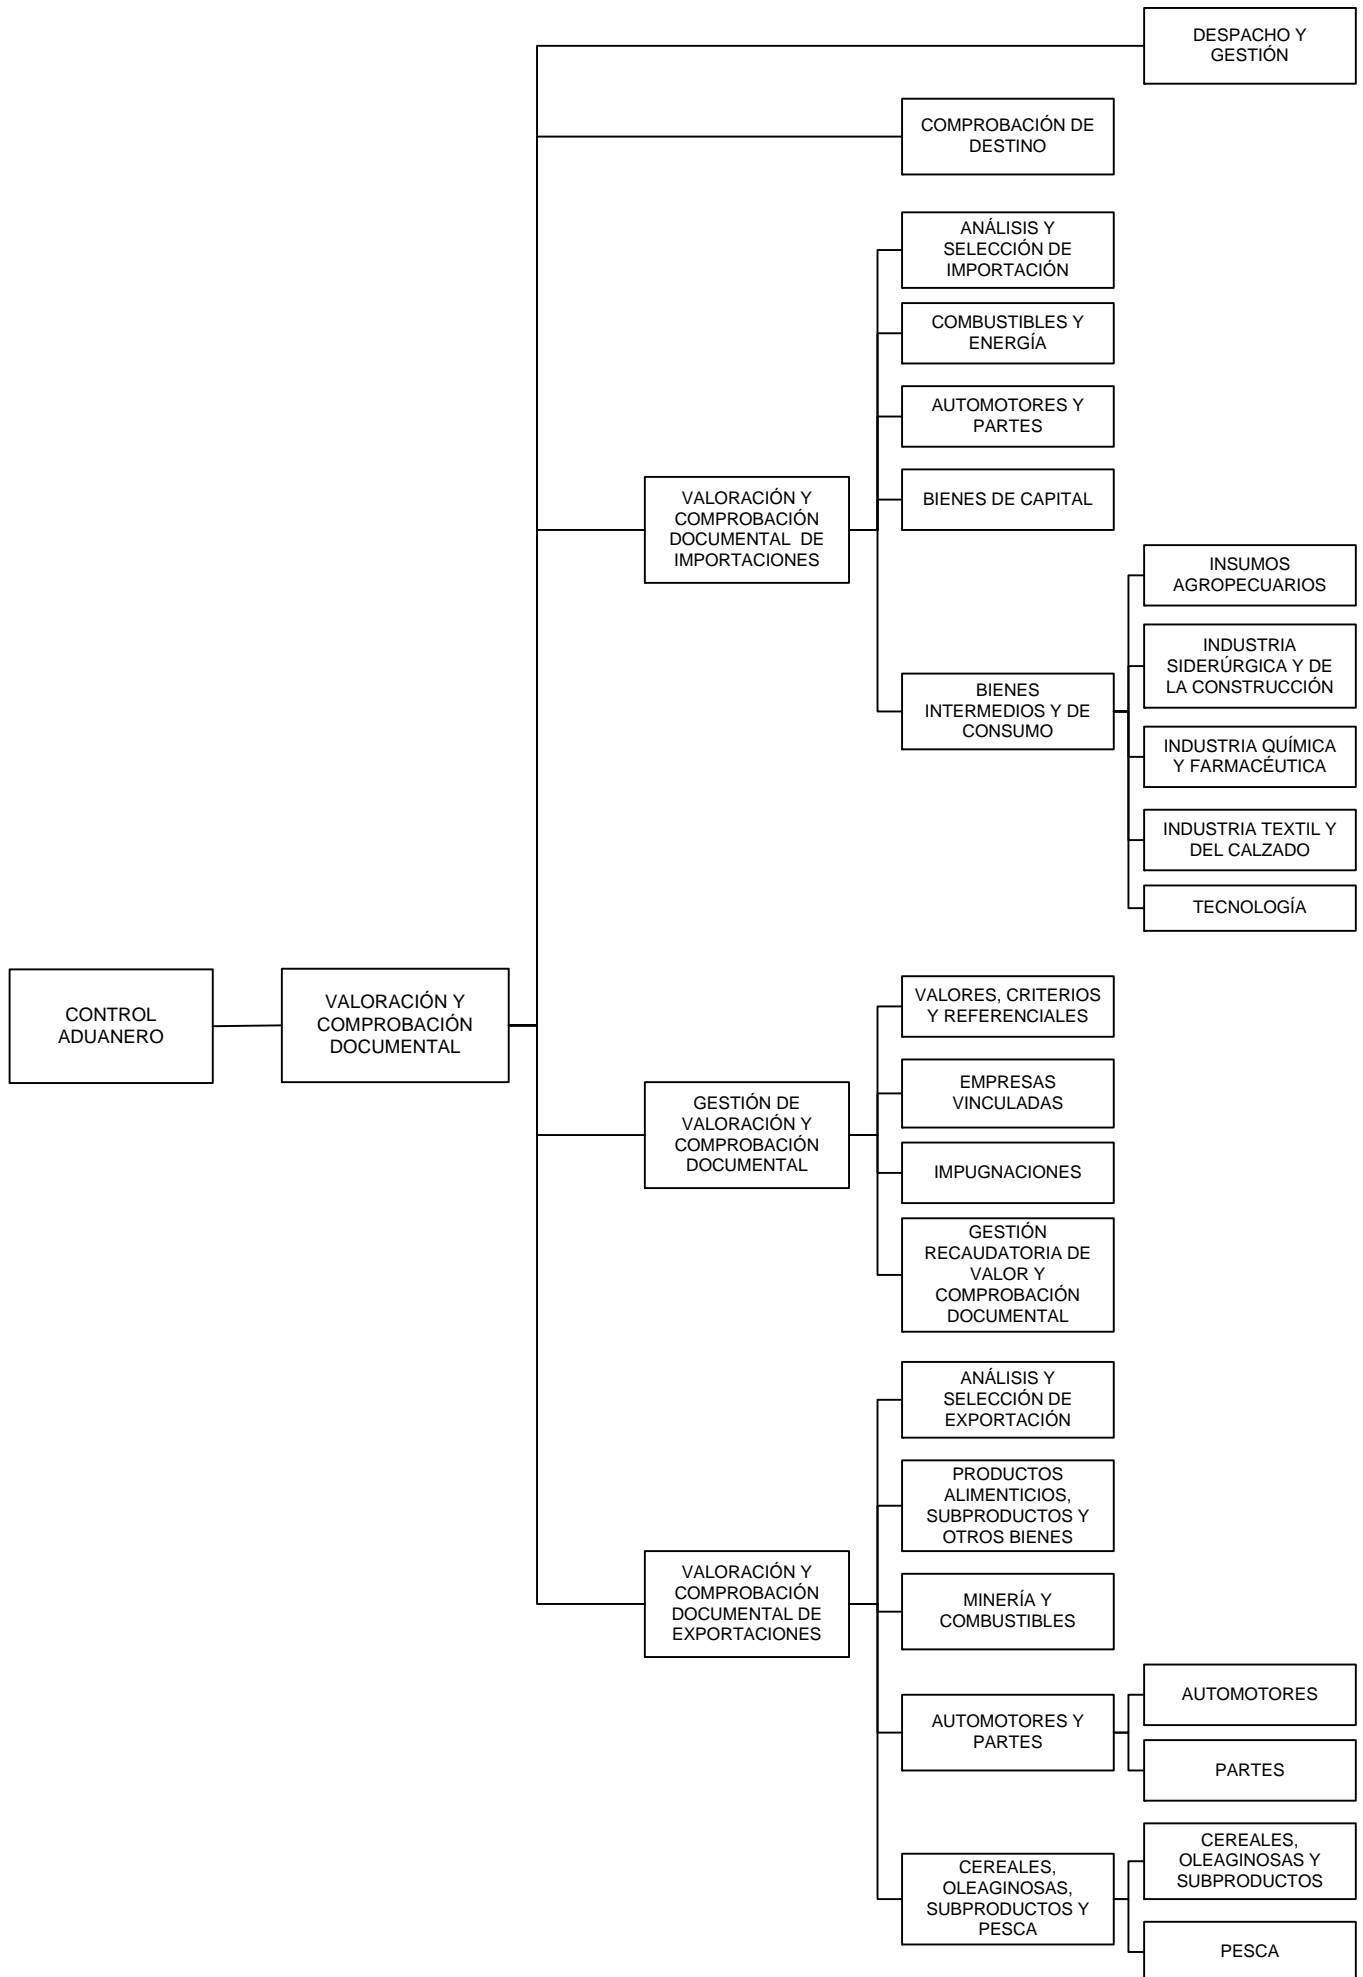 DESPACHO Y
GESTIÓN
COMPROBACIÓN DE
DESTINO
ANÁLISIS Y
SELECCIÓN DE
IMPORTACIÓN
COMBUSTIBLES Y
ENERGÍA
AUTOMOTORES Y
PARTES
VALORACIÓN Y
COMPROBACIÓN
DOCUMENTAL DE
IMPORTACIONES
BIENES DE CAPITAL
INSUMOS
AGROPECUARIOS
INDUSTRIA
SIDERÚRGICA Y DE
LA CONSTRUCCIÓN
BIENES
INTERMEDIOS Y DE
CONSUMO
INDUSTRIA QUÍMICA
Y FARMACÉUTICA
INDUSTRIA TEXTIL Y
DEL CALZADO
TECNOLOGÍA
CONTROL
ADUANERO
VALORACIÓN Y
COMPROBACIÓN
DOCUMENTAL
VALORES, CRITERIOS
Y REFERENCIALES
EMPRESAS
VINCULADAS
GESTIÓN DE
VALORACIÓN Y
COMPROBACIÓN
DOCUMENTAL
IMPUGNACIONES
GESTIÓN
RECAUDATORIA DE
VALOR Y
COMPROBACIÓN
DOCUMENTAL
ANÁLISIS Y
SELECCIÓN DE
EXPORTACIÓN
PRODUCTOS
ALIMENTICIOS,
SUBPRODUCTOS Y
OTROS BIENES
VALORACIÓN Y
COMPROBACIÓN
DOCUMENTAL DE
EXPORTACIONES
MINERÍA Y
COMBUSTIBLES
AUTOMOTORES Y
PARTES
AUTOMOTORES
PARTES
CEREALES,
OLEAGINOSAS,
SUBPRODUCTOS Y
PESCA
CEREALES,
OLEAGINOSAS Y
SUBPRODUCTOS
PESCA